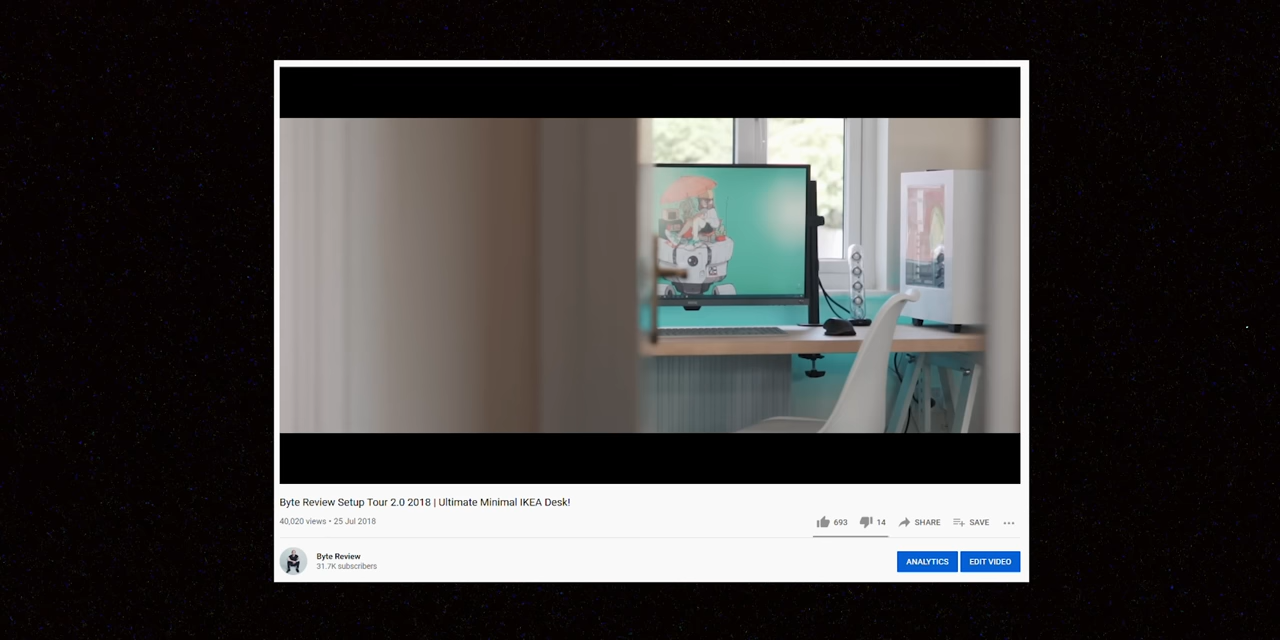 Byte Review Setup Tour 2.0 2018 | Ultimate Minimal IKEA Desk!
40,020 views • 25 Jul 2018
693 14 SHARE SAVE ...
Byte Review
31.7K subscribers
ANALYTICS EDIT VIDEO